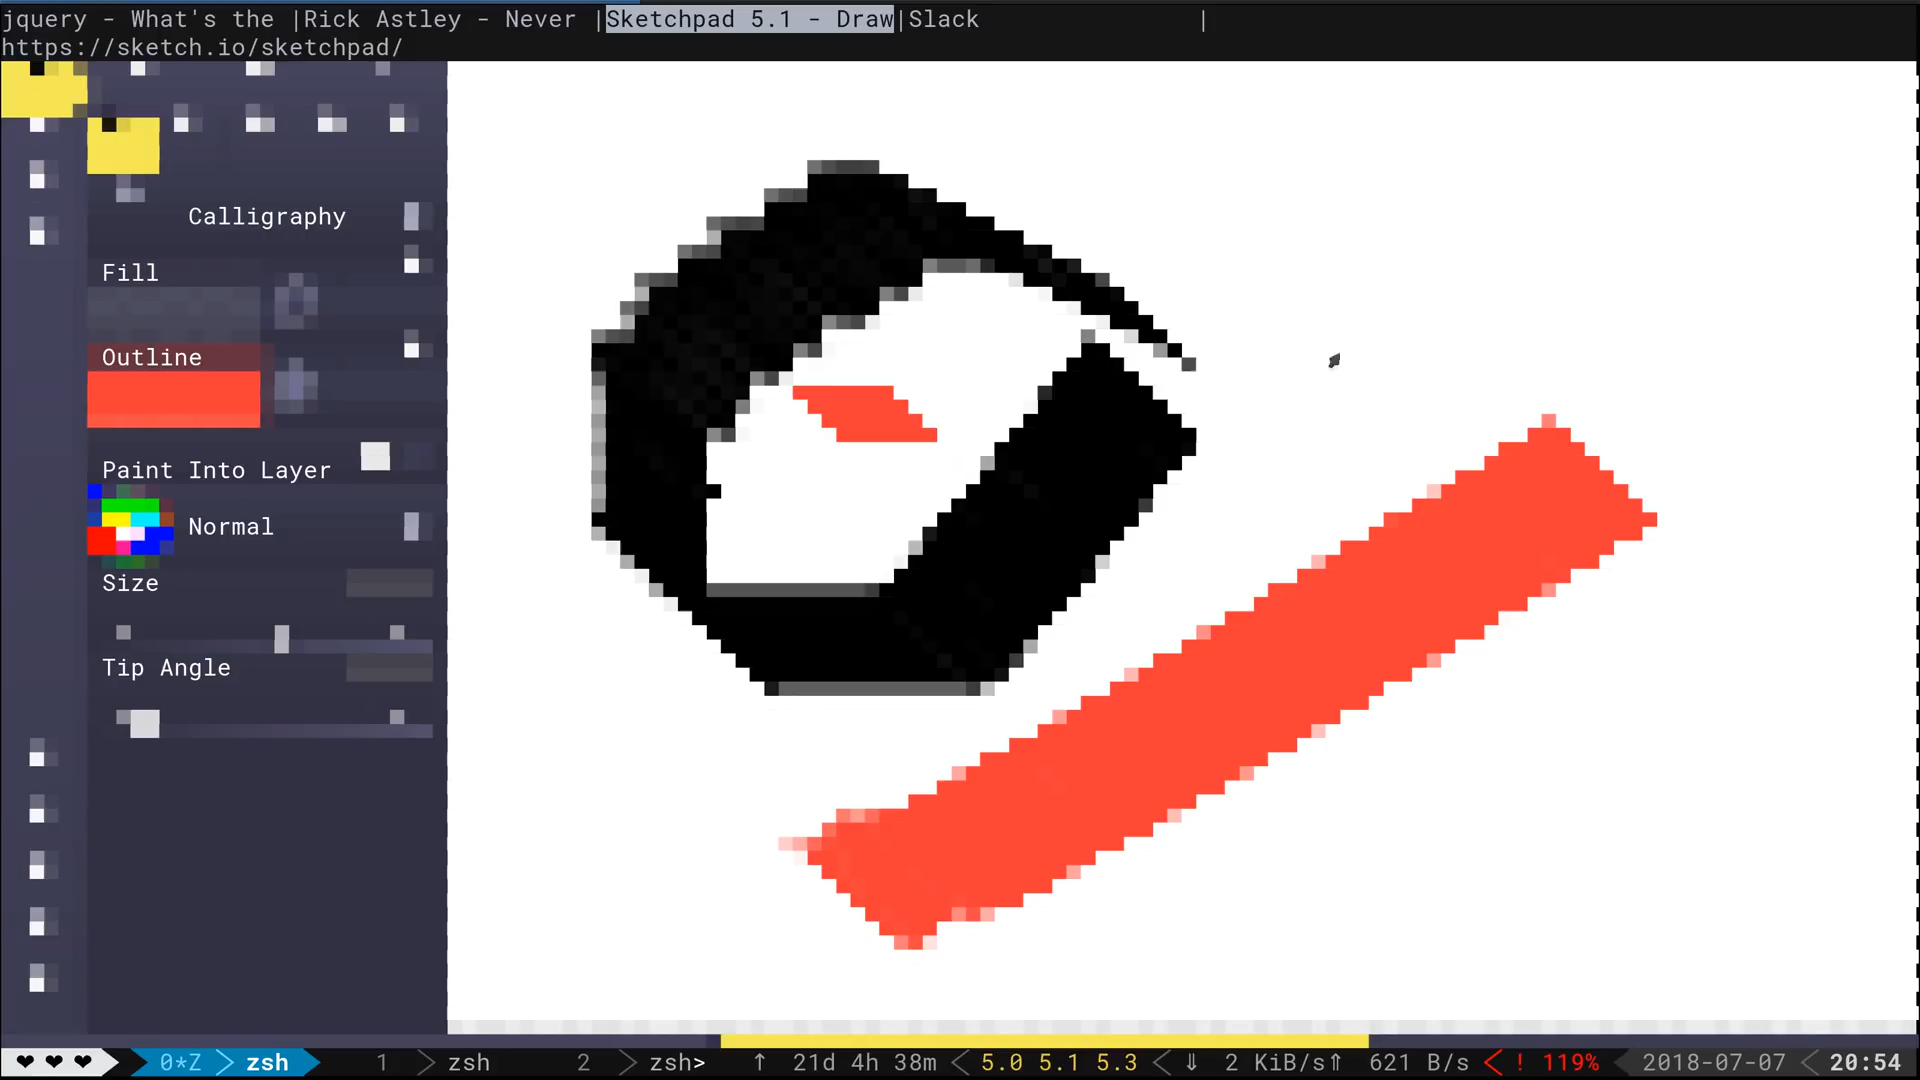 jquery - What's the |Rick Astley - Never |Sketchpad 5.1 - Draw|Slack |
https://sketch.io/sketchpad/
Calligraphy
Fill
Outline
Paint Into Layer
Normal
Size
Tip Angle
♥ ♥ ♥ 0*Z zsh 1 zsh 2 zsh> ↑ 21d 4h 38m 5.0 5.1 5.3 ⇓ 2 KiB/s⇑ 621 B/s ! 119% 2018-07-07 20:54